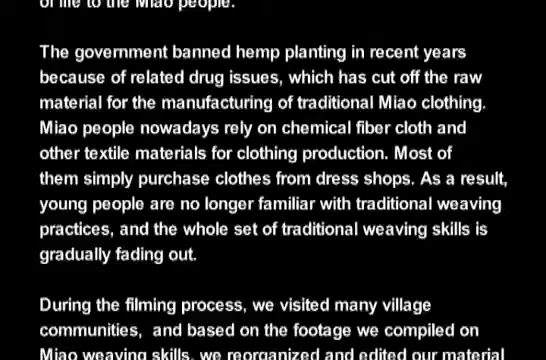 of life to the Miao people.
The government banned hemp planting in recent years
because of related drug issues, which has cut off the raw
material for the manufacturing of traditional Miao clothing.
Miao people nowadays rely on chemical fiber cloth and
other textile materials for clothing production. Most of
them simply purchase clothes from dress shops. As a result,
young people are no longer familiar with traditional weaving
practices, and the whole set of traditional weaving skills is
gradually fading out.
During the filming process, we visited many village
communities,  and based on the footage we compiled on
Miao weaving skills, we reorganized and edited our material